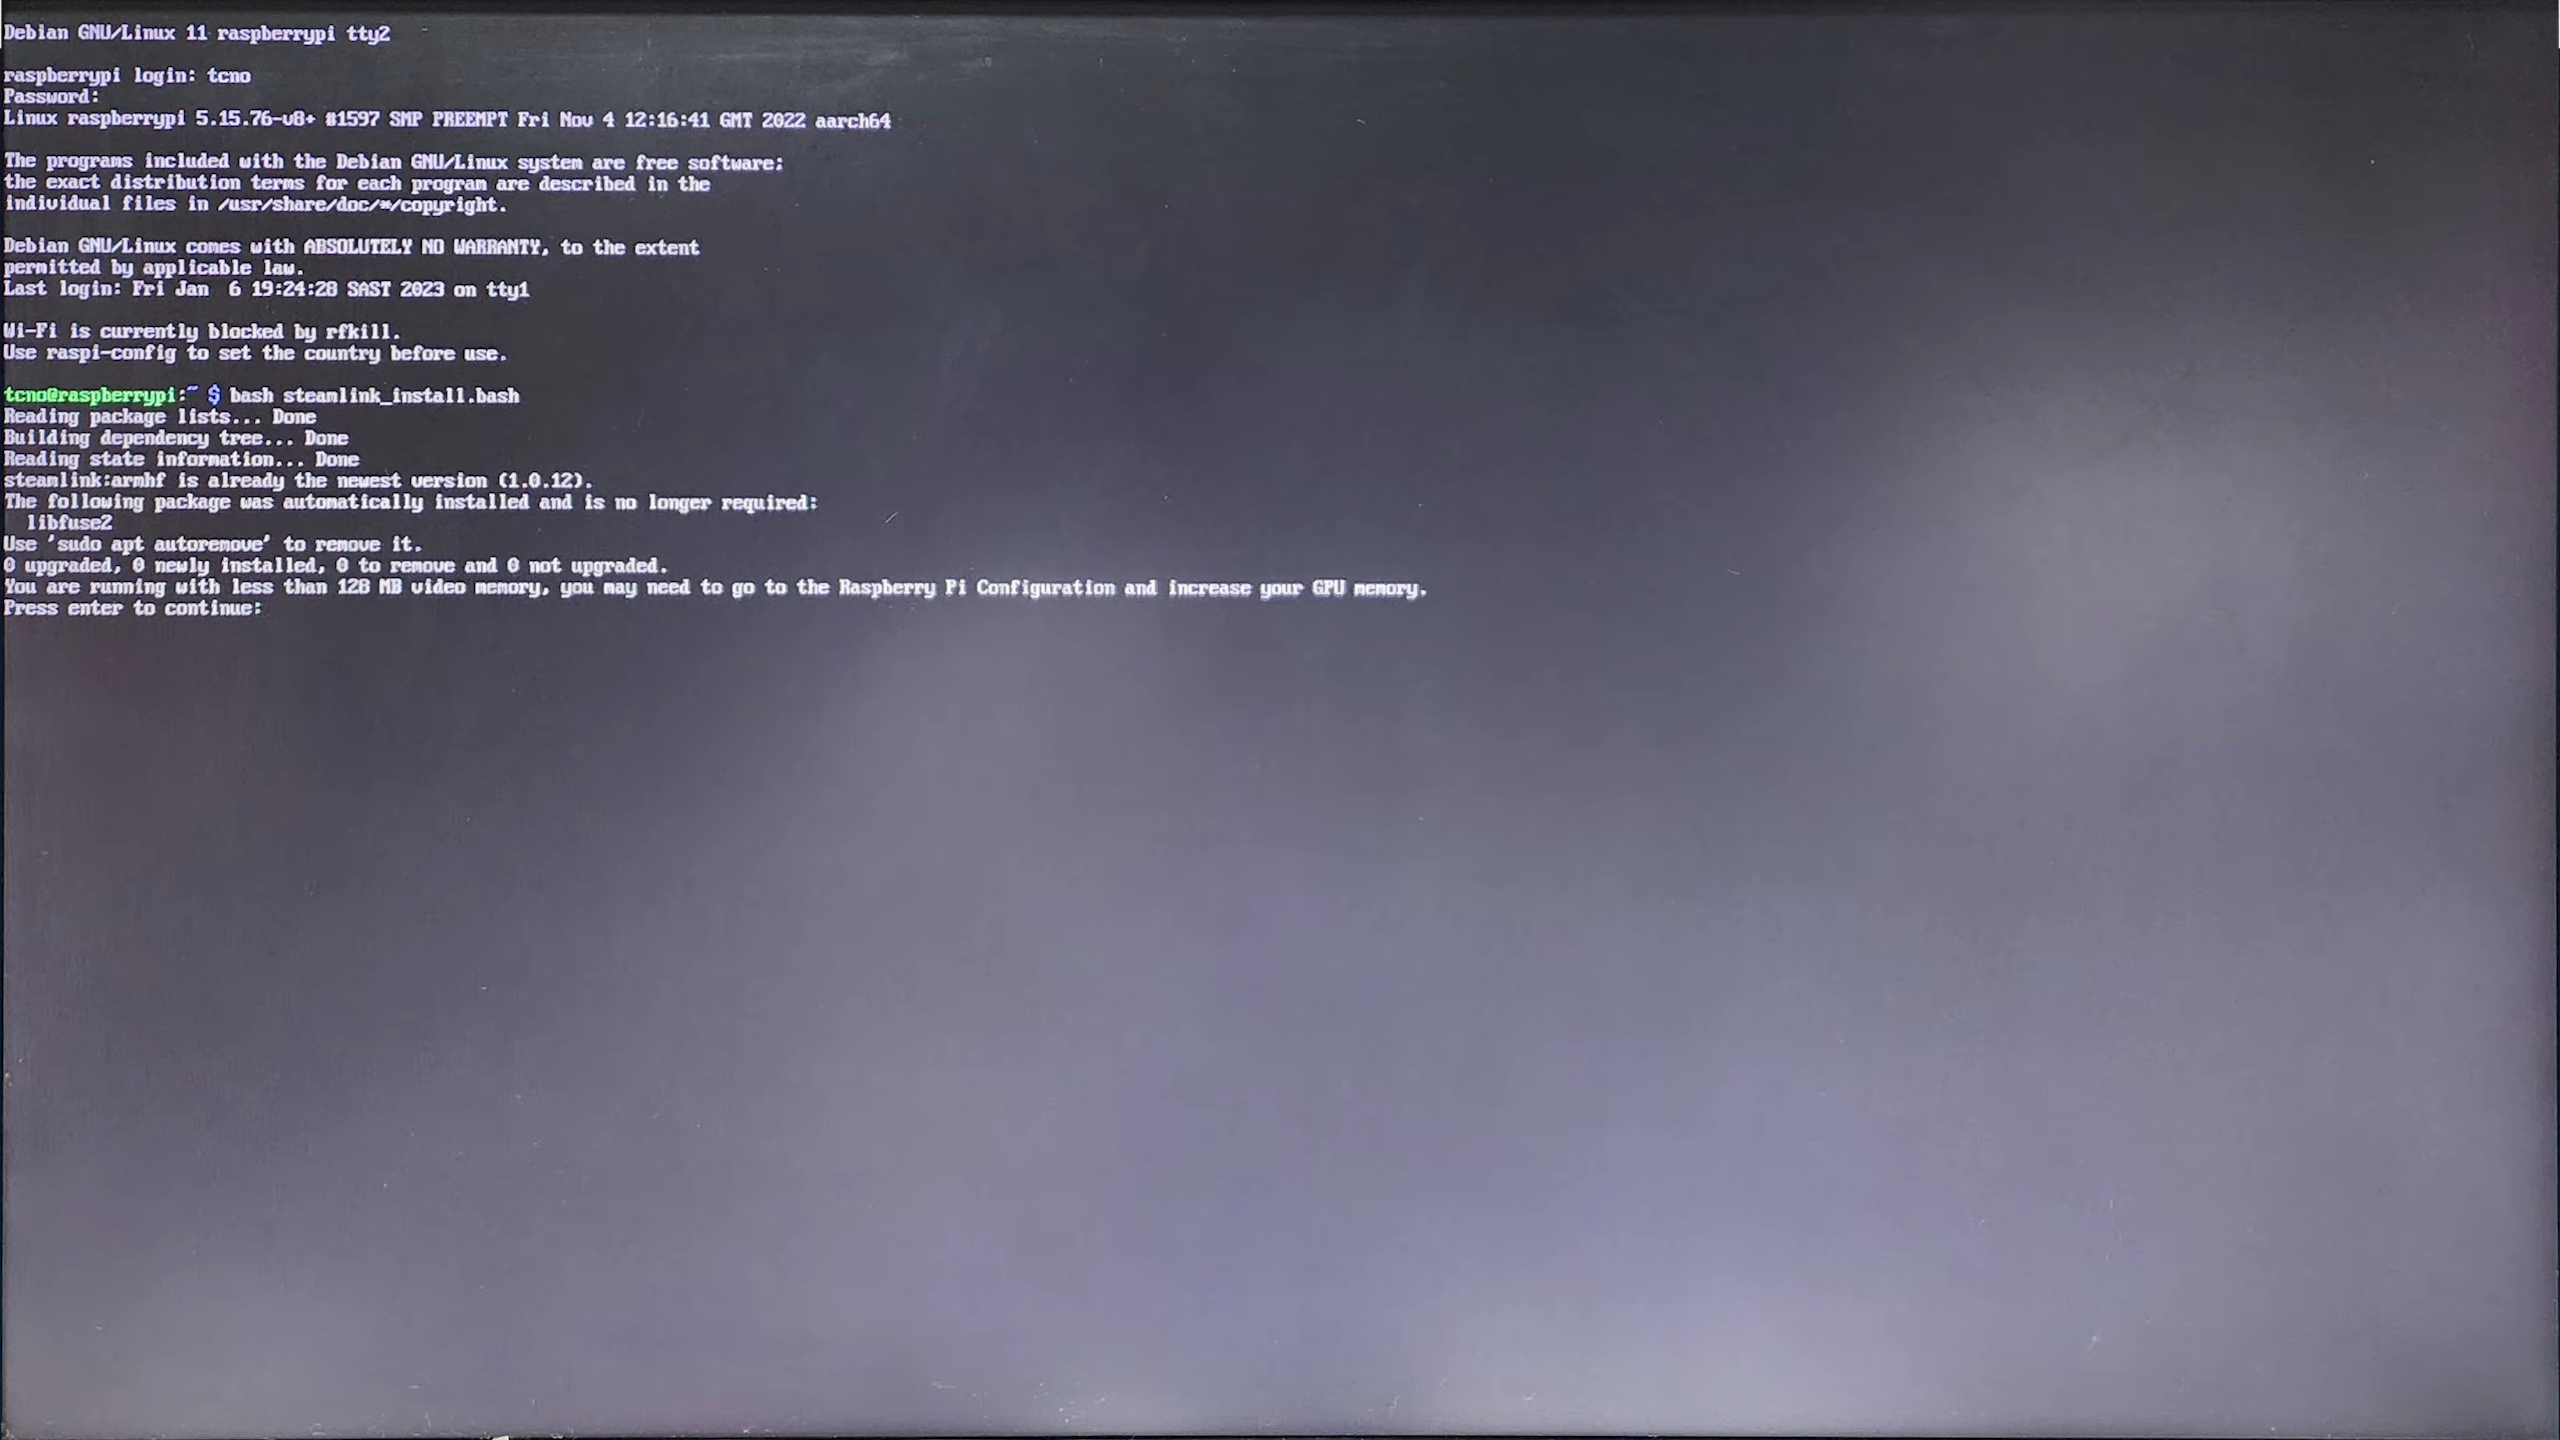 Debian GNU/Linux 11 raspberrypi tty2
raspberrypi login: tcno
Password:
Linux raspberrypi 5.15.76-v8+ #1597 SMP PREEMPT Fri Nov 4 12:16:41 GMT 2022 aarch64
The programs included with the Debian GNU/Linux system are free software;
the exact distribution terms for each program are described in the
individual files in /usr/share/doc/*/copyright.
Debian GNU/Linux comes with ABSOLUTELY NO WARRANTY, to the extent
permitted by applicable law.
Last login: Fri Jan  6 19:24:28 SAST 2023 on tty1
Wi-Fi is currently blocked by rfkill.
Use raspi-config to set the country before use.
tcno@raspberrypi:~ $ bash steamlink_install.bash
Reading package lists... Done
Building dependency tree... Done
Reading state information... Done
steamlink:armhf is already the newest version (1.0.12).
The following package was automatically installed and is no longer required:
  libfuse2
Use 'sudo apt autoremove' to remove it.
0 upgraded, 0 newly installed, 0 to remove and 0 not upgraded.
You are running with less than 128 MB video memory, you may need to go to the Raspberry Pi Configuration and increase your GPU memory.
Press enter to continue: